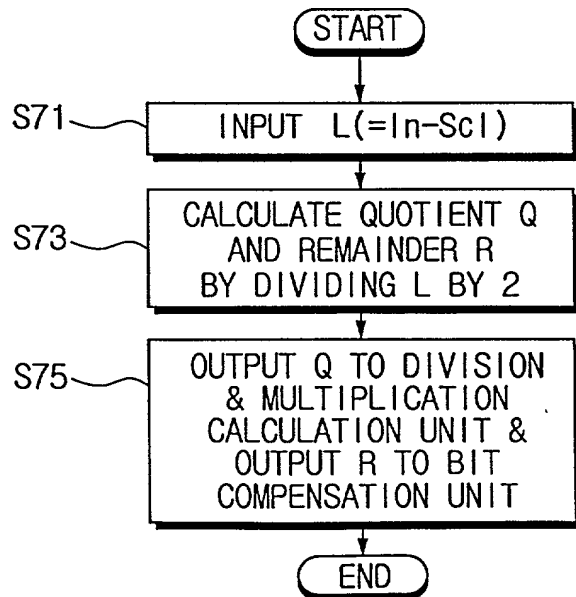 START
S71
INPUT L(=In-Scl)
S73
CALCULATE QUOTIENT Q
AND REMAINDER R
BY DIVIDING L BY 2
S75
OUTPUT Q TO DIVISION
& MULTIPLICATION
CALCULATION UNIT &
OUTPUT R TO BIT
COMPENSATION UNIT
END